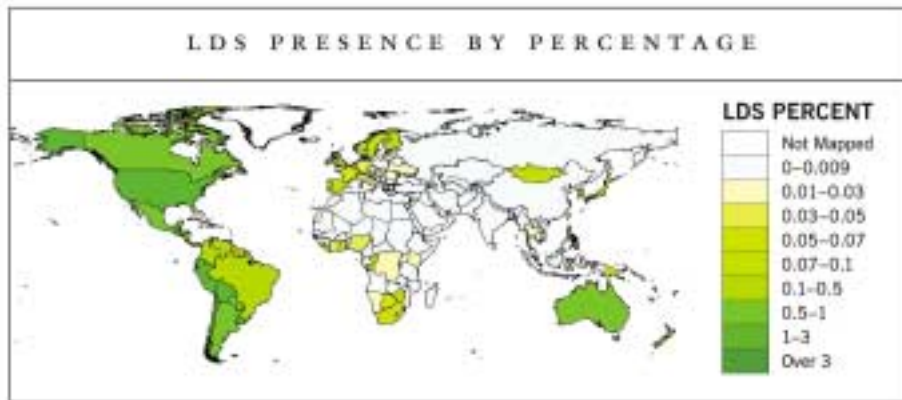 LDS PRESENCE BY PERCENTAGE
LDS PERCENT
Not Mapped
0–0.009
0.01–0.03
0.03–0.05
0.05–0.07
0.07–0.1
0.1–0.5
0.5–1
1–3
Over 3